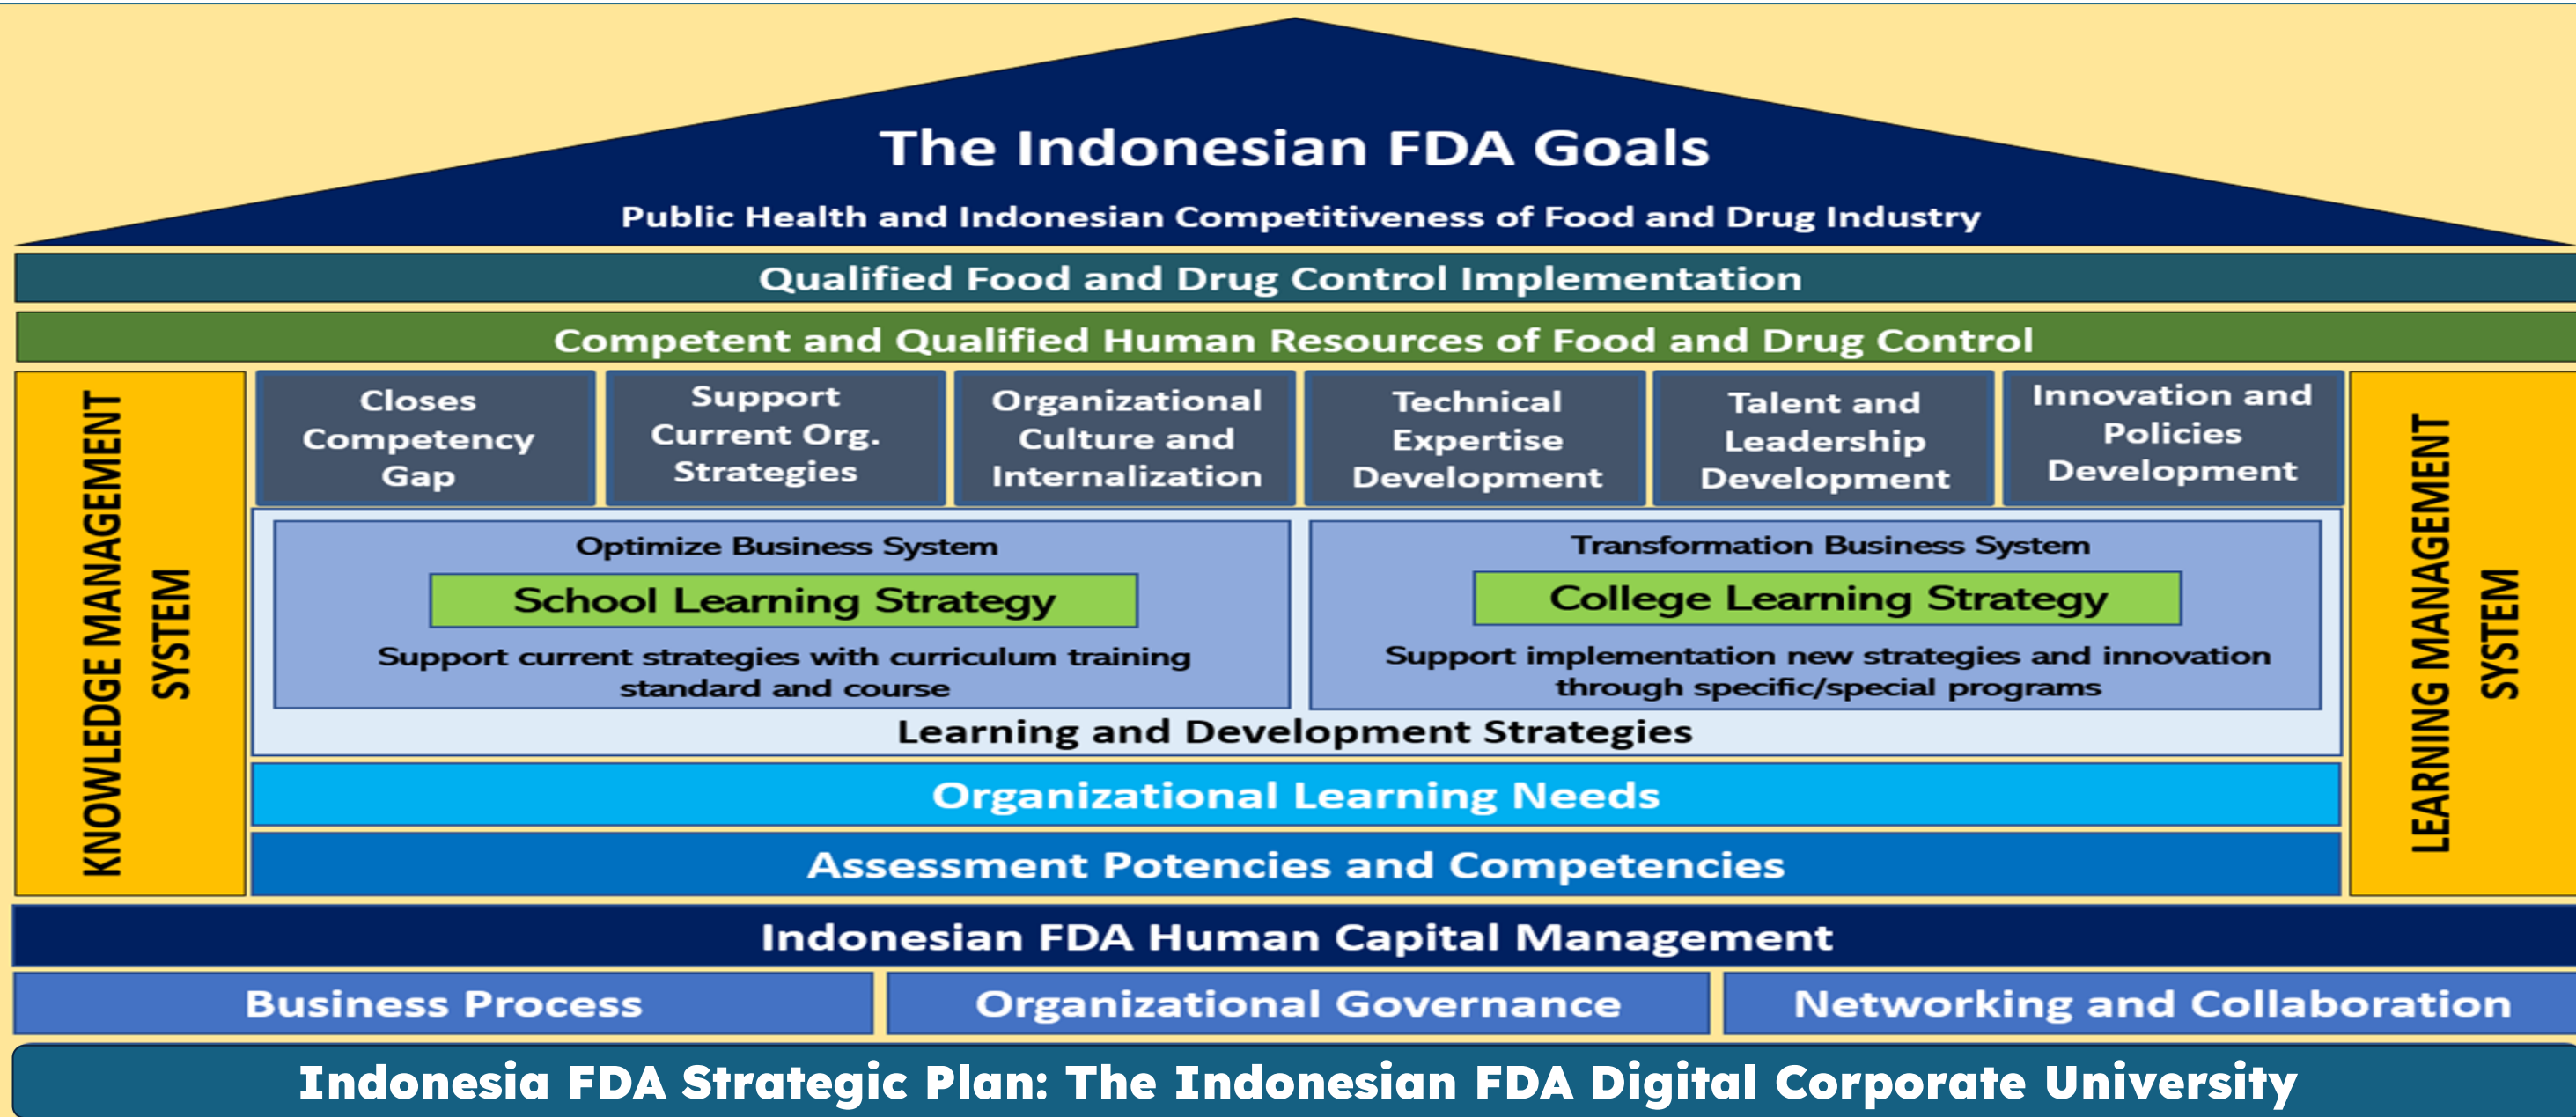 The Indonesian FDA Goals
Public Health and Indonesian Competitiveness of Food and Drug Industry
Qualified Food and Drug Control Implementation
Competent and Qualified Human Resources of Food and Drug Control
KNOWLEDGE MANAGEMENT
SYSTEM
Closes
Competency
Gap
Support
Current Org.
Strategies
Organizational
Culture and
Internalization
Technical
Expertise
Development
Talent and
Leadership
Development
Innovation and
Policies
Development
Optimize Business System
School Learning Strategy
Support current strategies with curriculum training
standard and course
Transformation Business System
College Learning Strategy
Support implementation new strategies and innovation
through specific/special programs
Learning and Development Strategies
LEARNING MANAGEMENT
SYSTEM
Organizational Learning Needs
Assessment Potencies and Competencies
Indonesian FDA Human Capital Management
Business Process
Organizational Governance
Networking and Collaboration
Indonesia FDA Strategic Plan: The Indonesian FDA Digital Corporate University